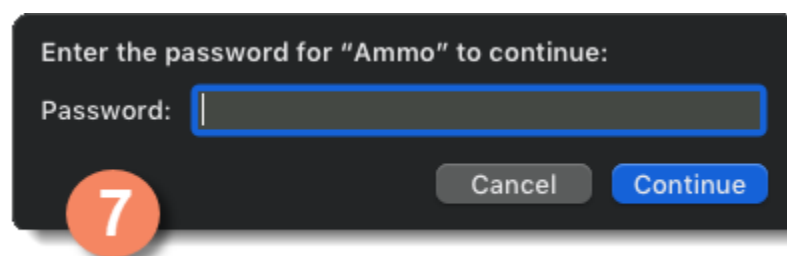 Enter the password for “Ammo” to continue:
Password:
Cancel Continue
7